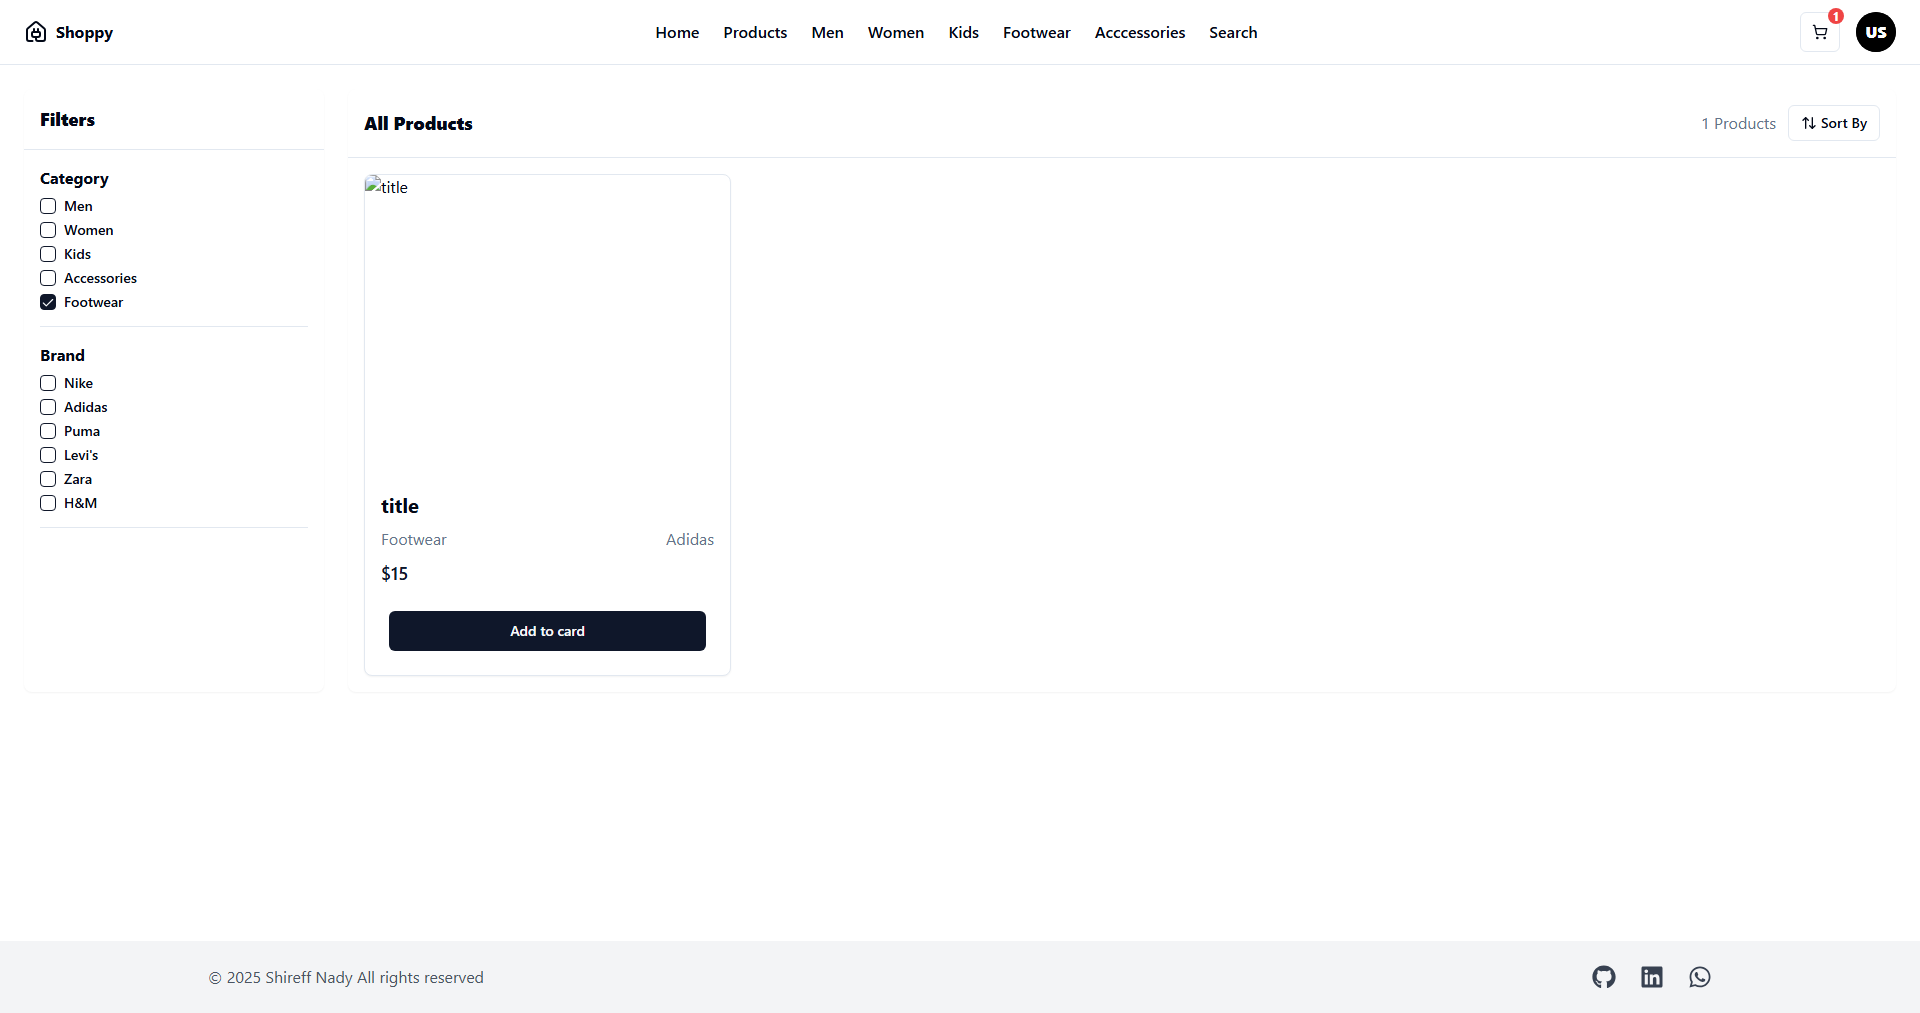 Shoppy
Home Products Men Women Kids Footwear Acccessories Search
1
US
Filters
Category
Men
Women
Kids
Accessories
Footwear
Brand
Nike
Adidas
Puma
Levi's
Zara
H&M
All Products
1 Products
Sort By
title
title
Footwear Adidas
$15
Add to card
© 2025 Shireff Nady All rights reserved
in